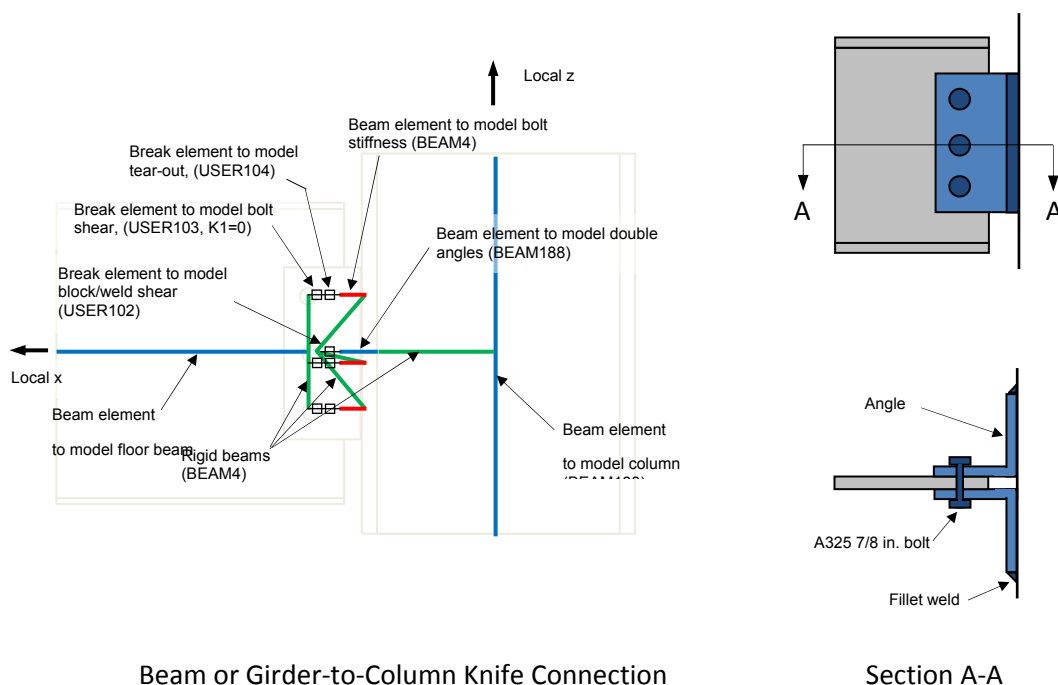 Local z
Beam element to model bolt
stiffness (BEAM4)
Break element to model
tear-out, (USER104)
Break element to model bolt
shear, (USER103, K1=0)
Beam element to model double
angles (BEAM188)
Break element to model
block/weld shear
(USER102)
Local x
Beam element
to model floor beam
Rigid beams
(BEAM4)
Beam element
to model column
A
A
Angle
A325 7/8 in. bolt
Fillet weld
Beam or Girder-to-Column Knife Connection
Section A-A